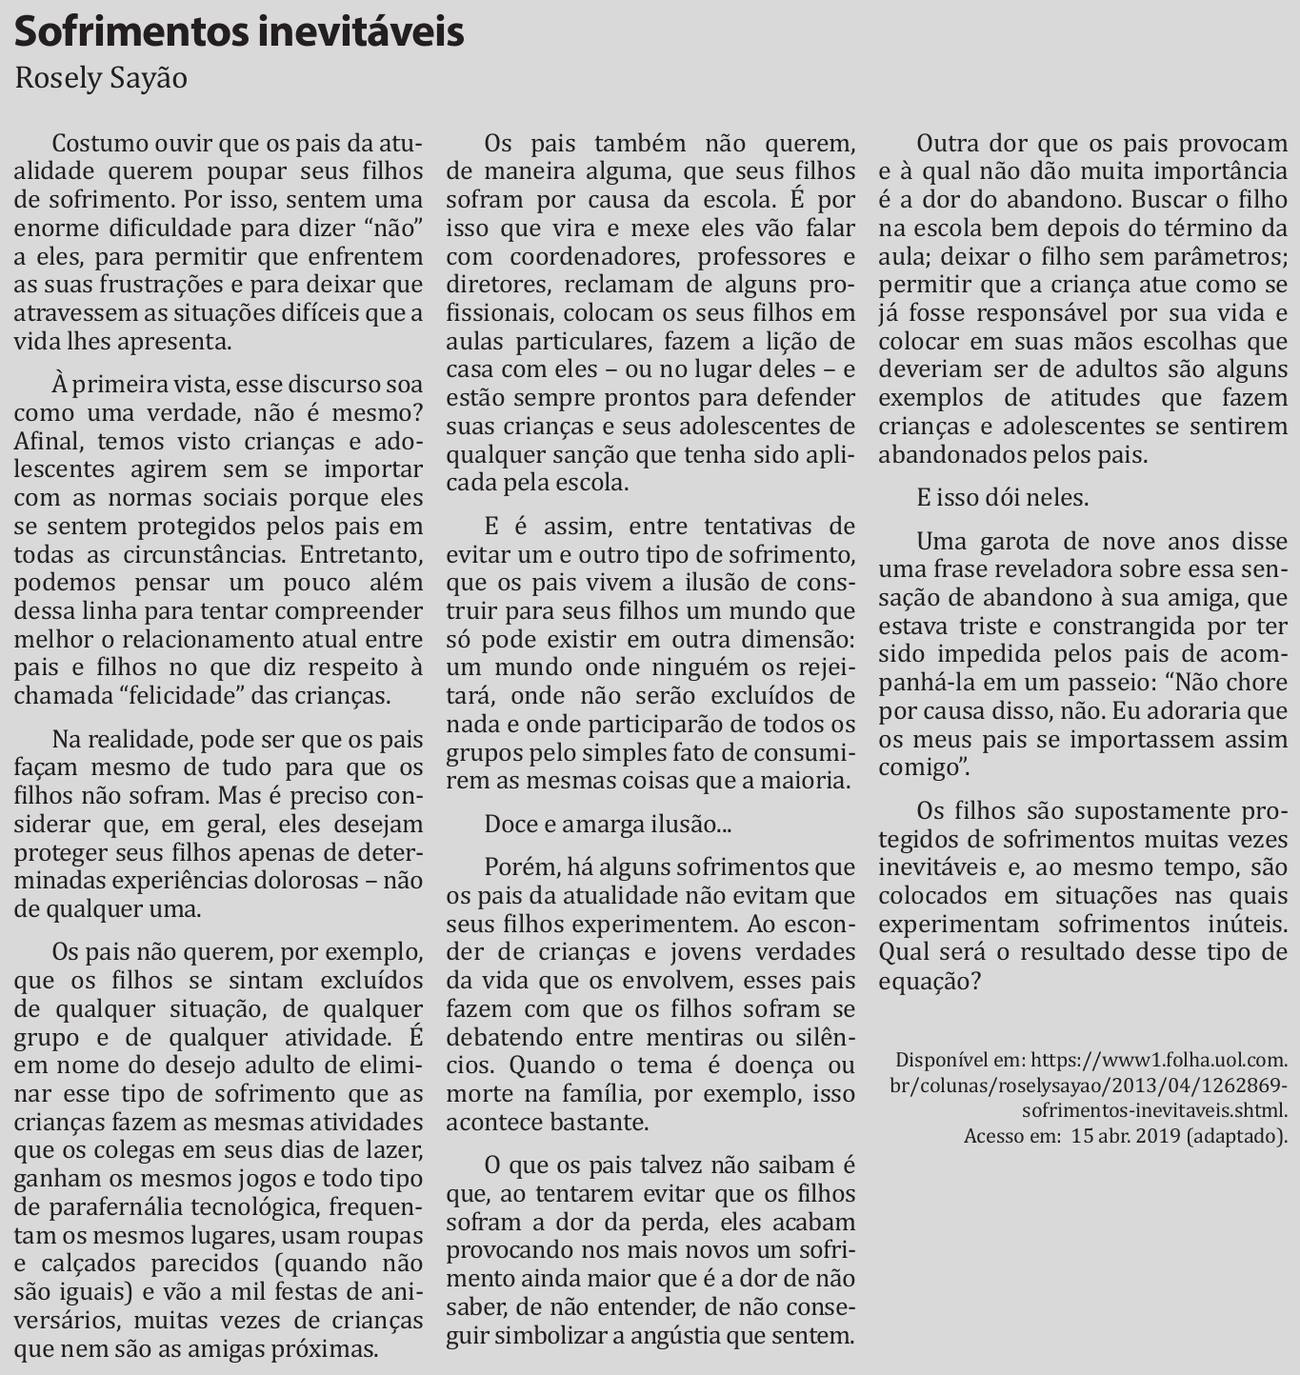 Sofrimentos inevitáveis
Rosely Sayão
Costumo ouvir que os pais da atu-
alidade querem poupar seus filhos
de sofrimento. Por isso, sentem uma
enorme dificuldade para dizer “não”
a eles, para permitir que enfrentem
as suas frustrações e para deixar que
atravessem as situações difíceis que a
vida lhes apresenta.
À primeira vista, esse discurso soa
como uma verdade, não é mesmo?
Afinal, temos visto crianças e ado-
lescentes agirem sem se importar
com as normas sociais porque eles
se sentem protegidos pelos pais em
todas as circunstâncias. Entretanto,
podemos pensar um pouco além
dessa linha para tentar compreender
melhor o relacionamento atual entre
pais e filhos no que diz respeito à
chamada “felicidade” das crianças.
Na realidade, pode ser que os pais
façam mesmo de tudo para que os
filhos não sofram. Mas é preciso con-
siderar que, em geral, eles desejam
proteger seus filhos apenas de deter-
minadas experiências dolorosas – não
de qualquer uma.
Os pais não querem, por exemplo,
que os filhos se sintam excluídos
de qualquer situação, de qualquer
grupo e de qualquer atividade. É
em nome do desejo adulto de elimi-
nar esse tipo de sofrimento que as
crianças fazem as mesmas atividades
que os colegas em seus dias de lazer,
ganham os mesmos jogos e todo tipo
de parafernália tecnológica, frequen-
tam os mesmos lugares, usam roupas
e calçados parecidos (quando não
são iguais) e vão a mil festas de ani-
versários, muitas vezes de crianças
que nem são as amigas próximas.
Os pais também não querem,
de maneira alguma, que seus filhos
sofram por causa da escola. É por
isso que vira e mexe eles vão falar
com coordenadores, professores e
diretores, reclamam de alguns pro-
fissionais, colocam os seus filhos em
aulas particulares, fazem a lição de
casa com eles – ou no lugar deles – e
estão sempre prontos para defender
suas crianças e seus adolescentes de
qualquer sanção que tenha sido apli-
cada pela escola.
E é assim, entre tentativas de
evitar um e outro tipo de sofrimento,
que os pais vivem a ilusão de cons-
truir para seus filhos um mundo que
só pode existir em outra dimensão:
um mundo onde ninguém os rejei-
tará, onde não serão excluídos de
nada e onde participarão de todos os
grupos pelo simples fato de consumi-
rem as mesmas coisas que a maioria.
Doce e amarga ilusão...
Porém, há alguns sofrimentos que
os pais da atualidade não evitam que
seus filhos experimentem. Ao escon-
der de crianças e jovens verdades
da vida que os envolvem, esses pais
fazem com que os filhos sofram se
debatendo entre mentiras ou silên-
cios. Quando o tema é doença ou
morte na família, por exemplo, isso
acontece bastante.
O que os pais talvez não saibam é
que, ao tentarem evitar que os filhos
sofram a dor da perda, eles acabam
provocando nos mais novos um sofri-
mento ainda maior que é a dor de não
saber, de não entender, de não conse-
guir simbolizar a angústia que sentem.
Outra dor que os pais provocam
e à qual não dão muita importância
é a dor do abandono. Buscar o filho
na escola bem depois do término da
aula; deixar o filho sem parâmetros;
permitir que a criança atue como se
já fosse responsável por sua vida e
colocar em suas mãos escolhas que
deveriam ser de adultos são alguns
exemplos de atitudes que fazem
crianças e adolescentes se sentirem
abandonados pelos pais.
E isso dói neles.
Uma garota de nove anos disse
uma frase reveladora sobre essa sen-
sação de abandono à sua amiga, que
estava triste e constrangida por ter
sido impedida pelos pais de acom-
panhá-la em um passeio: “Não chore
por causa disso, não. Eu adoraria que
os meus pais se importassem assim
comigo”.
Os filhos são supostamente pro-
tegidos de sofrimentos muitas vezes
inevitáveis e, ao mesmo tempo, são
colocados em situações nas quais
experimentam sofrimentos inúteis.
Qual será o resultado desse tipo de
equação?
Disponível em: https://www1.folha.uol.com.
br/colunas/roselysayao/2013/04/1262869-
sofrimentos-inevitaveis.shtml.
Acesso em: 15 abr. 2019 (adaptado).